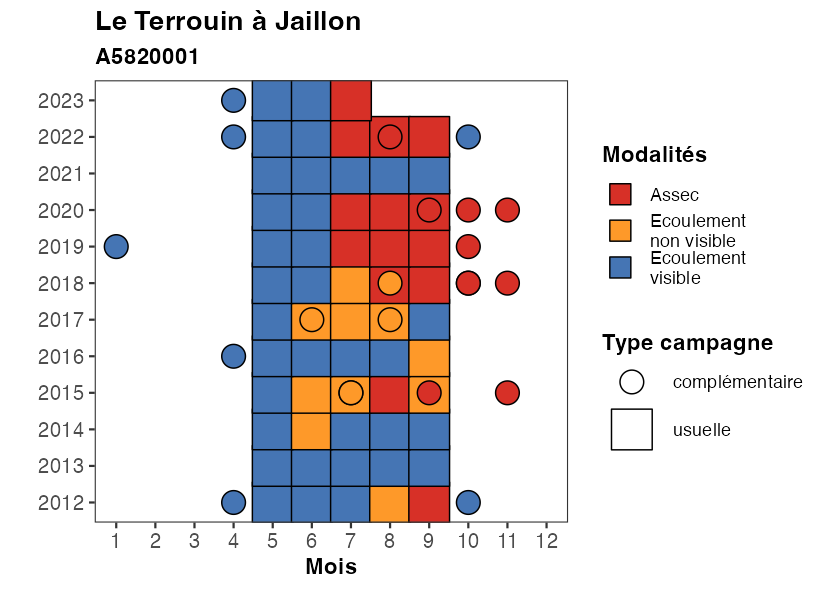 Le Terrouin à Jaillon
A5820001
2023
2022
2021
2020
2019
2018
2017
2016
2015
2014
2013
2012
1 2 3 4 5 6 7 8 9 10 11 12
Mois
Modalités
Assec
Ecoulement
non visible
Ecoulement
visible
Type campagne
complémentaire
usuelle